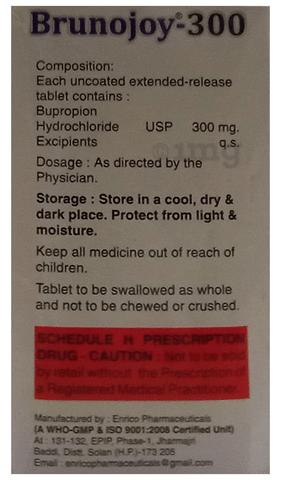 Brunojoy®-300
Composition:
Each uncoated extended-release
tablet contains :
Bupropion
Hydrochloride USP 300 mg.
Excipients q.s.
1mg
Dosage : As directed by the
Physician.
Storage : Store in a cool, dry &
dark place. Protect from light &
moisture.
Keep all medicine out of reach of
children.
Tablet to be swallowed as whole
and not to be chewed or crushed.
SCHEDULE H PRESCRIPTION
DRUG - CAUTION : Not to be sold
by retail without the Prescription of
a Registered Medical Practitioner.
Manufactured by : Enrico Pharmaceuticals
(A WHO-GMP & ISO 9001:2008 Certified Unit)
At : 131-132, EPIP, Phase-1, Jharmajri
Baddi, Distt. Solan (H.P.)-173 205
Email : enricopharmaceuticals@gmail.com